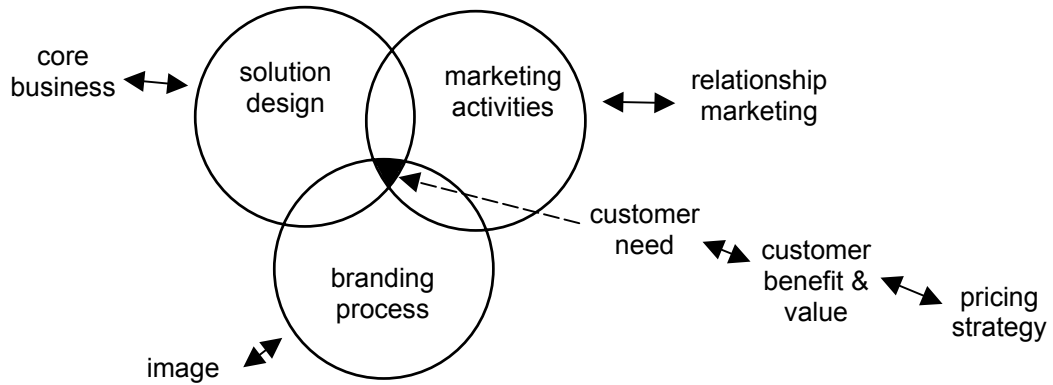 core
business
solution
design
marketing
activities
relationship
marketing
customer
need
customer
benefit &
value
pricing
strategy
branding
process
image